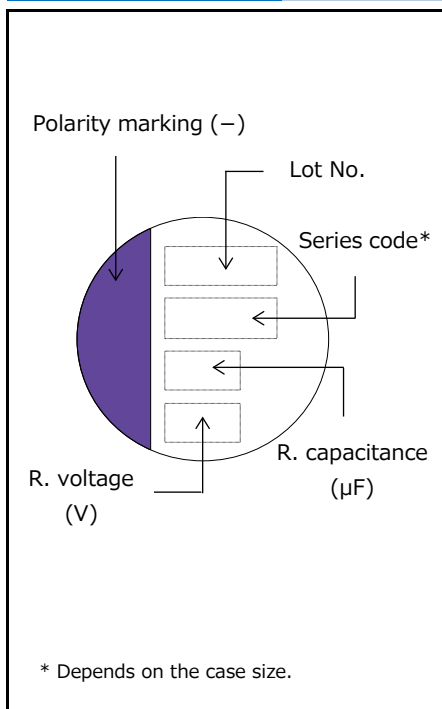 Polarity marking (−)
Lot No.
Series code*
R. capacitance
(μF)
R. voltage
(V)
* Depends on the case size.